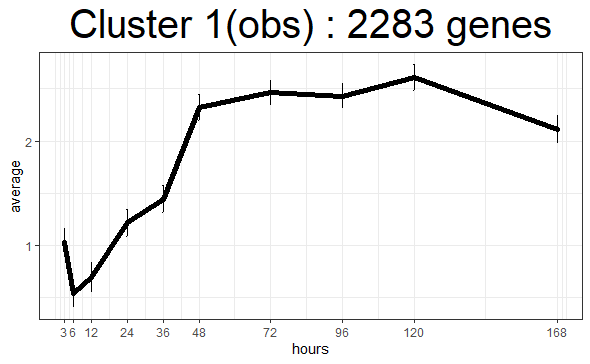 Cluster 1(obs) : 2283 genes
2
1
average
3 6 12 24 36 48 72 96 120 168
hours